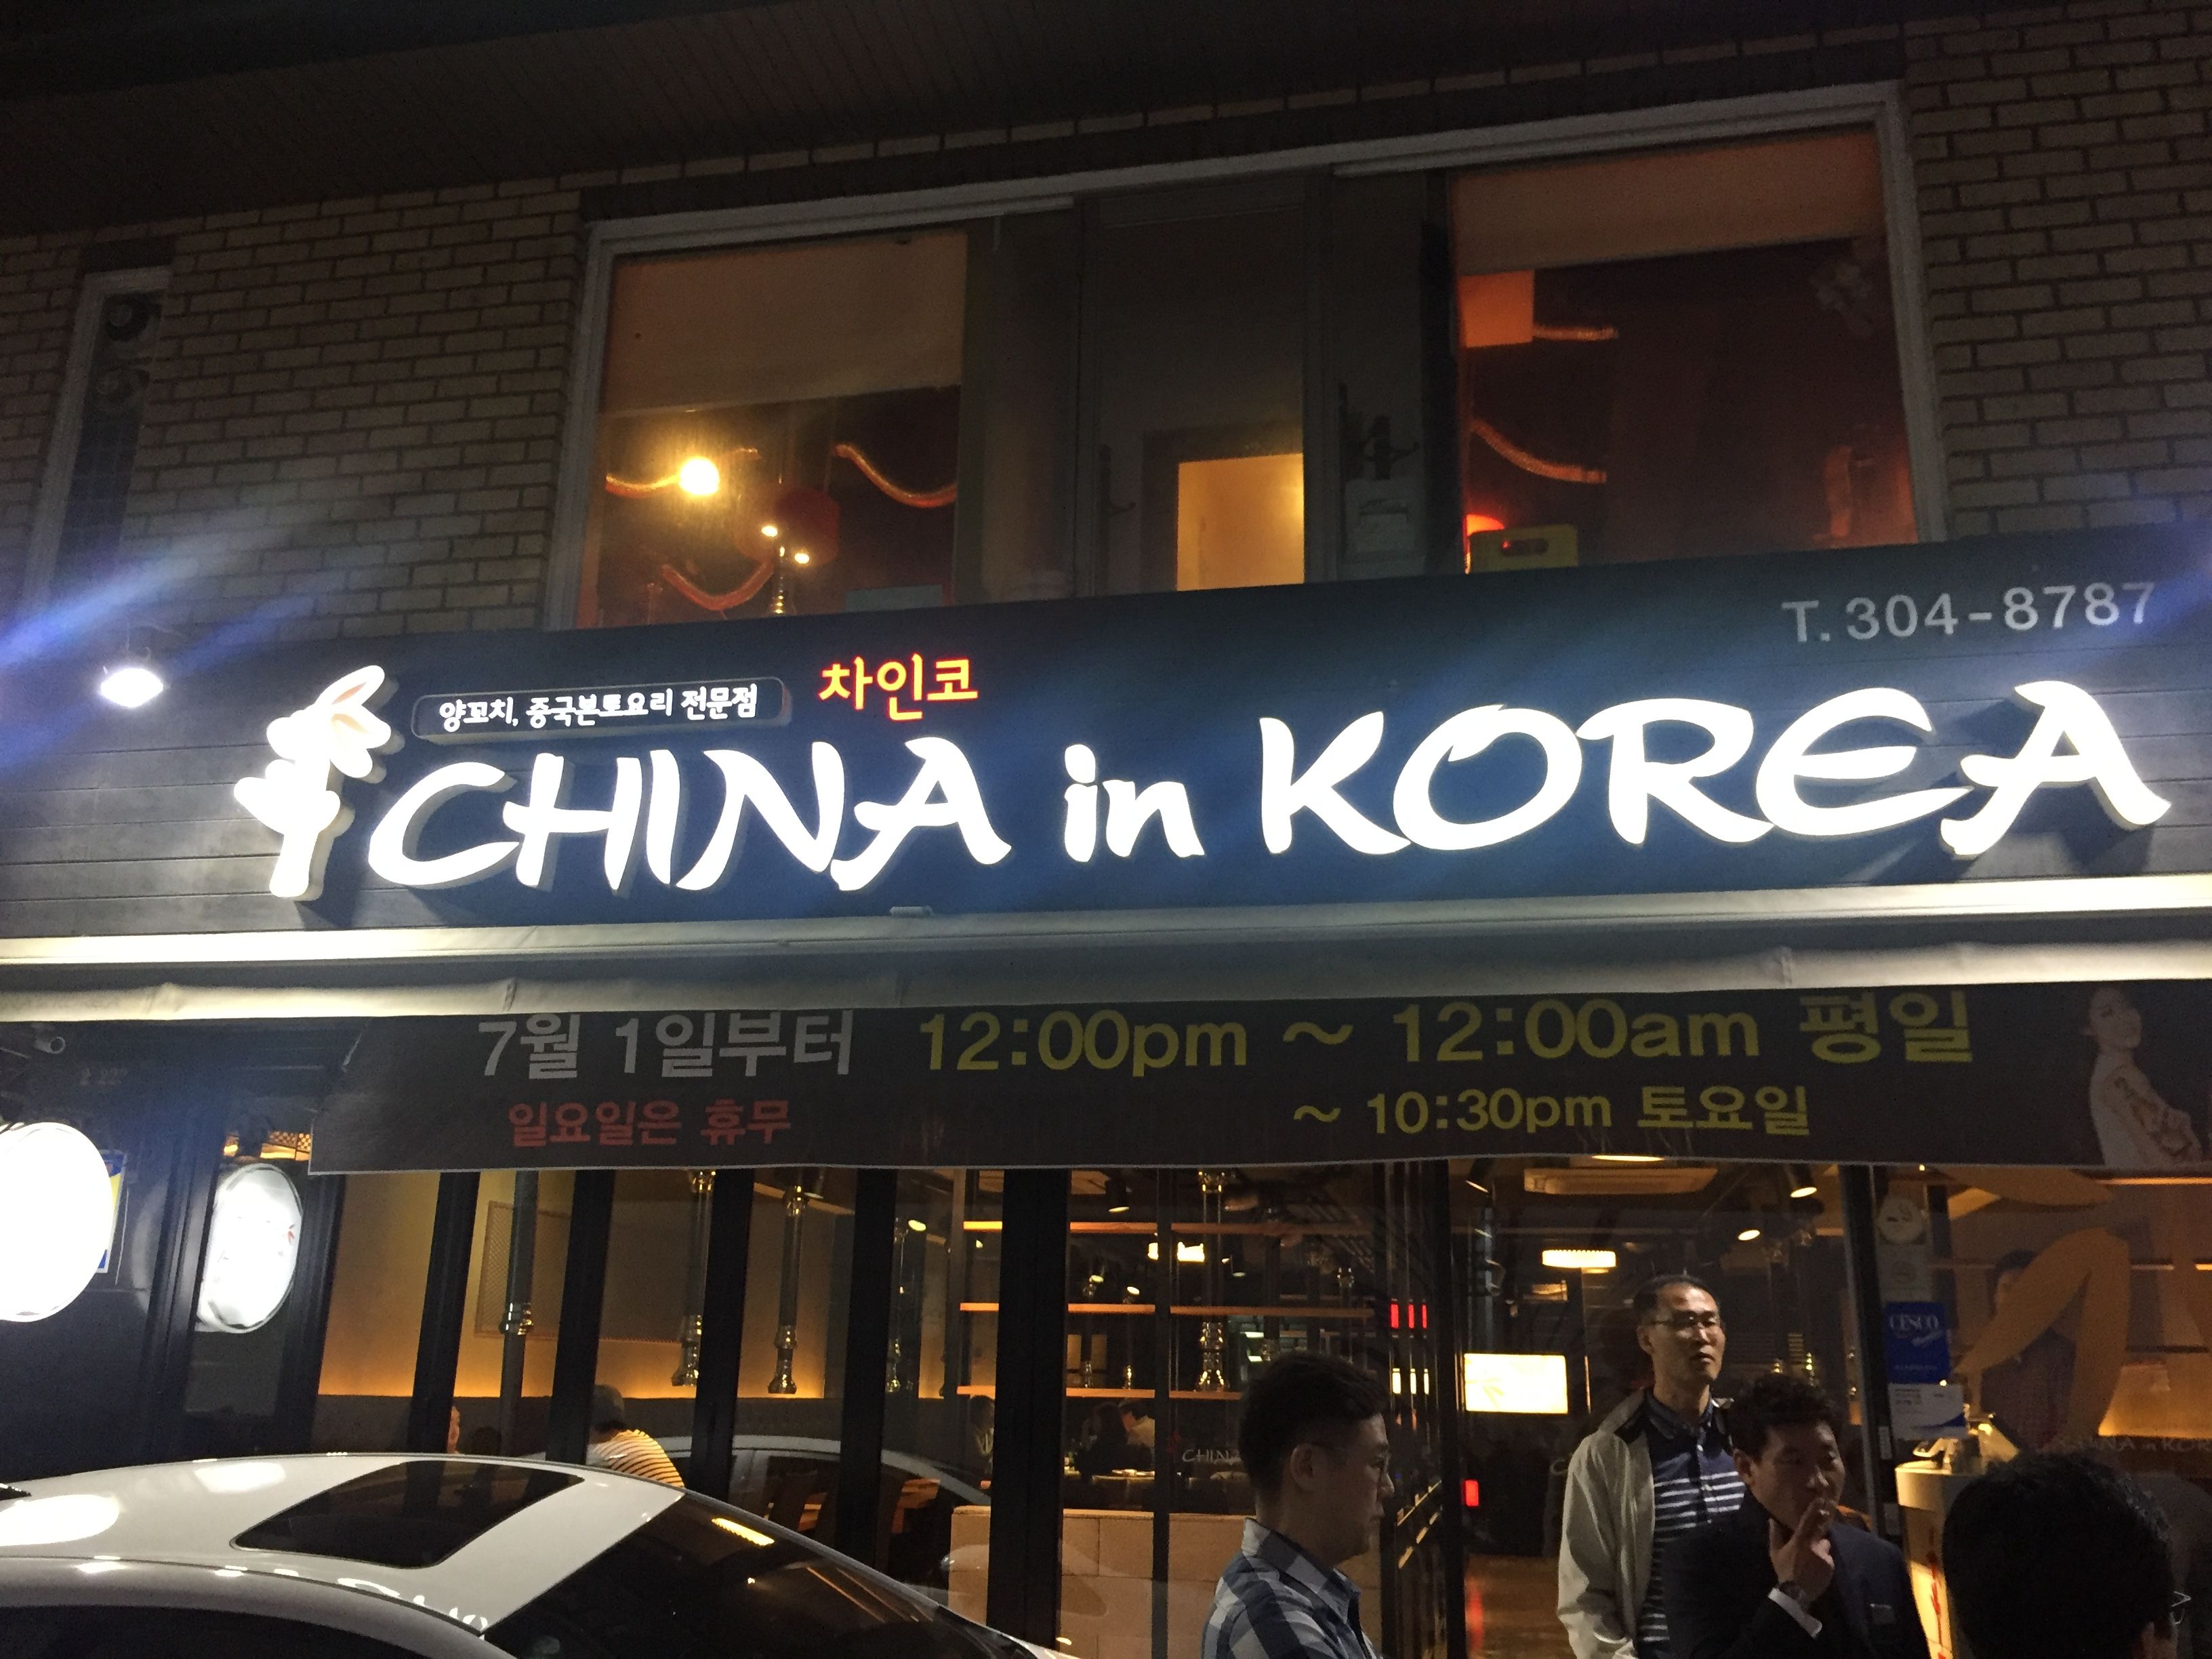 T.304-8787
양꼬치, 중국본토요리 전문점 차인코
CHINA in KOREA
7월 1일부터 12:00pm ~ 12:00am 평일
일요일은 휴무 ~ 10:30pm 토요일
CESCO